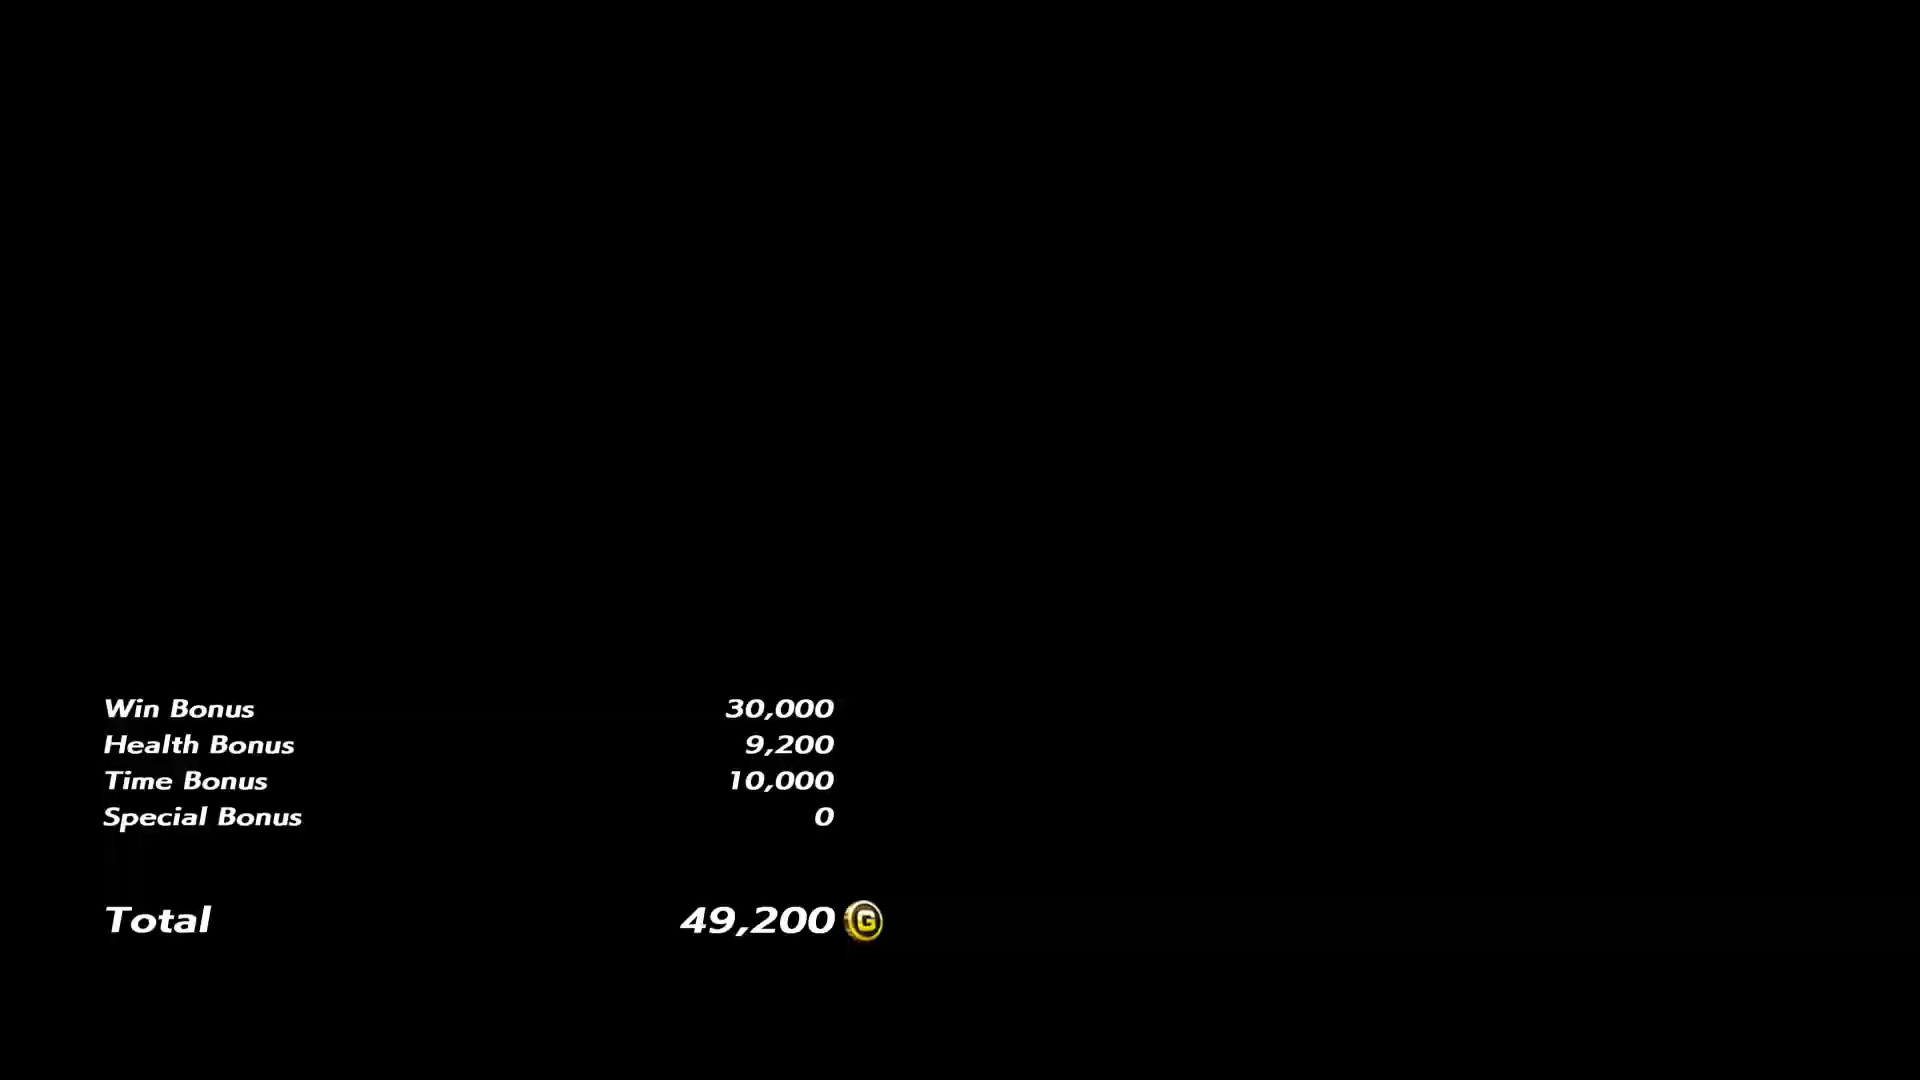 Win Bonus 30,000
Health Bonus 9,200
Time Bonus 10,000
Special Bonus 0
Total 49,200 G